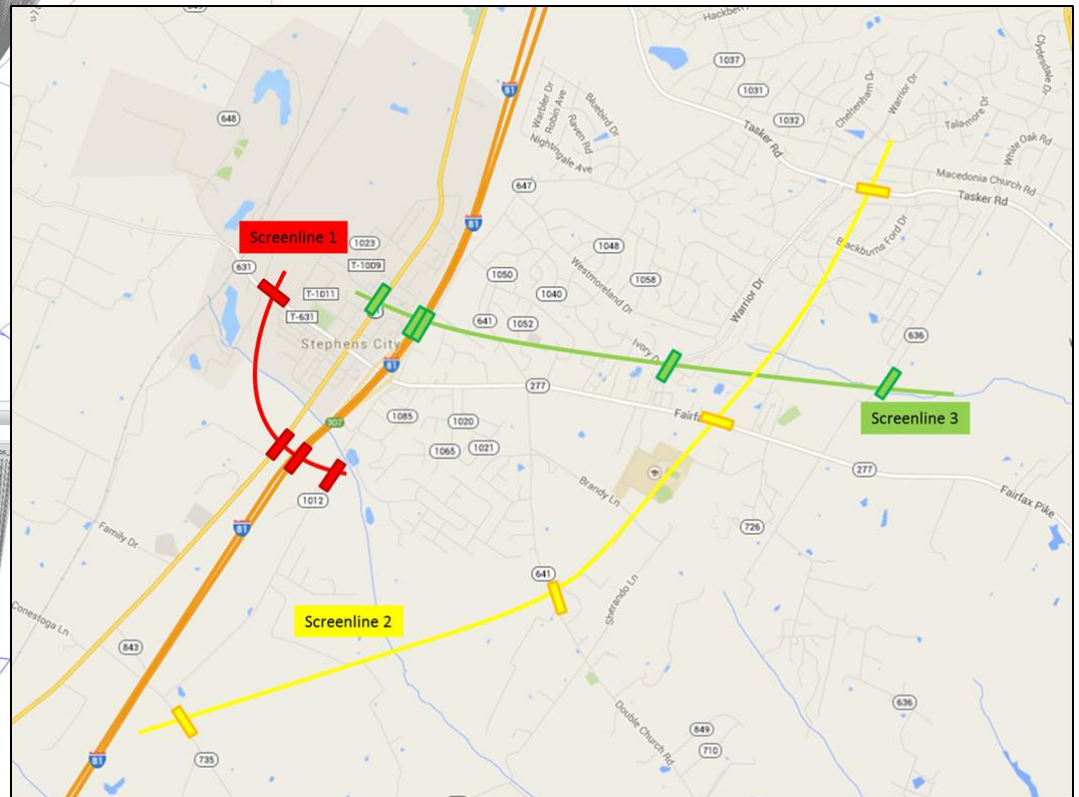 Hackber
1037
1031
1032
Cheltenham Dr
Warrior Dr
Talamore Dr
Clydesdale Dr
White Oak Rd
Tasker Rd
Macedonia Church Rd
Tasker Rd
Blackburns Ford Dr
81
Warbler Dr
Robin Ave
Raven Rd
Bluebird Dr
Nightingale Ave
648
647
81
Screenline 1
1023
631
T-1009
T-1011
T-631
1048
1050
1058
1040
Westmoreland Dr
Warrior Dr
641
1052
636
Stephens City
Ivory D
81
277
Screenline 3
Fairf
307
1085
1020
1065
1021
277
Fairfax Pike
Brandy Ln
1012
81
726
Family Dr
641
Sherando Ln
Screenline 2
Conestoga Ln
843
636
Double Church Rd
849
710
735
81